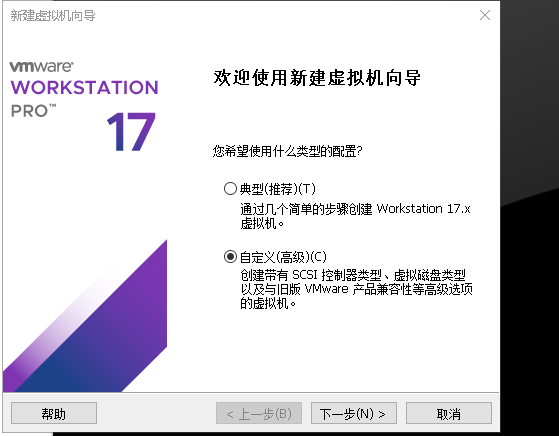 新建虚拟机向导
vmware®
WORKSTATION
PRO™
17
欢迎使用新建虚拟机向导
您希望使用什么类型的配置?
典型(推荐)(T)
通过几个简单的步骤创建 Workstation 17.x
虚拟机。
自定义(高级)(C)
创建带有 SCSI 控制器类型、虚拟磁盘类型
以及与旧版 VMware 产品兼容性等高级选项
的虚拟机。
帮助
< 上一步(B)
下一步(N) >
取消